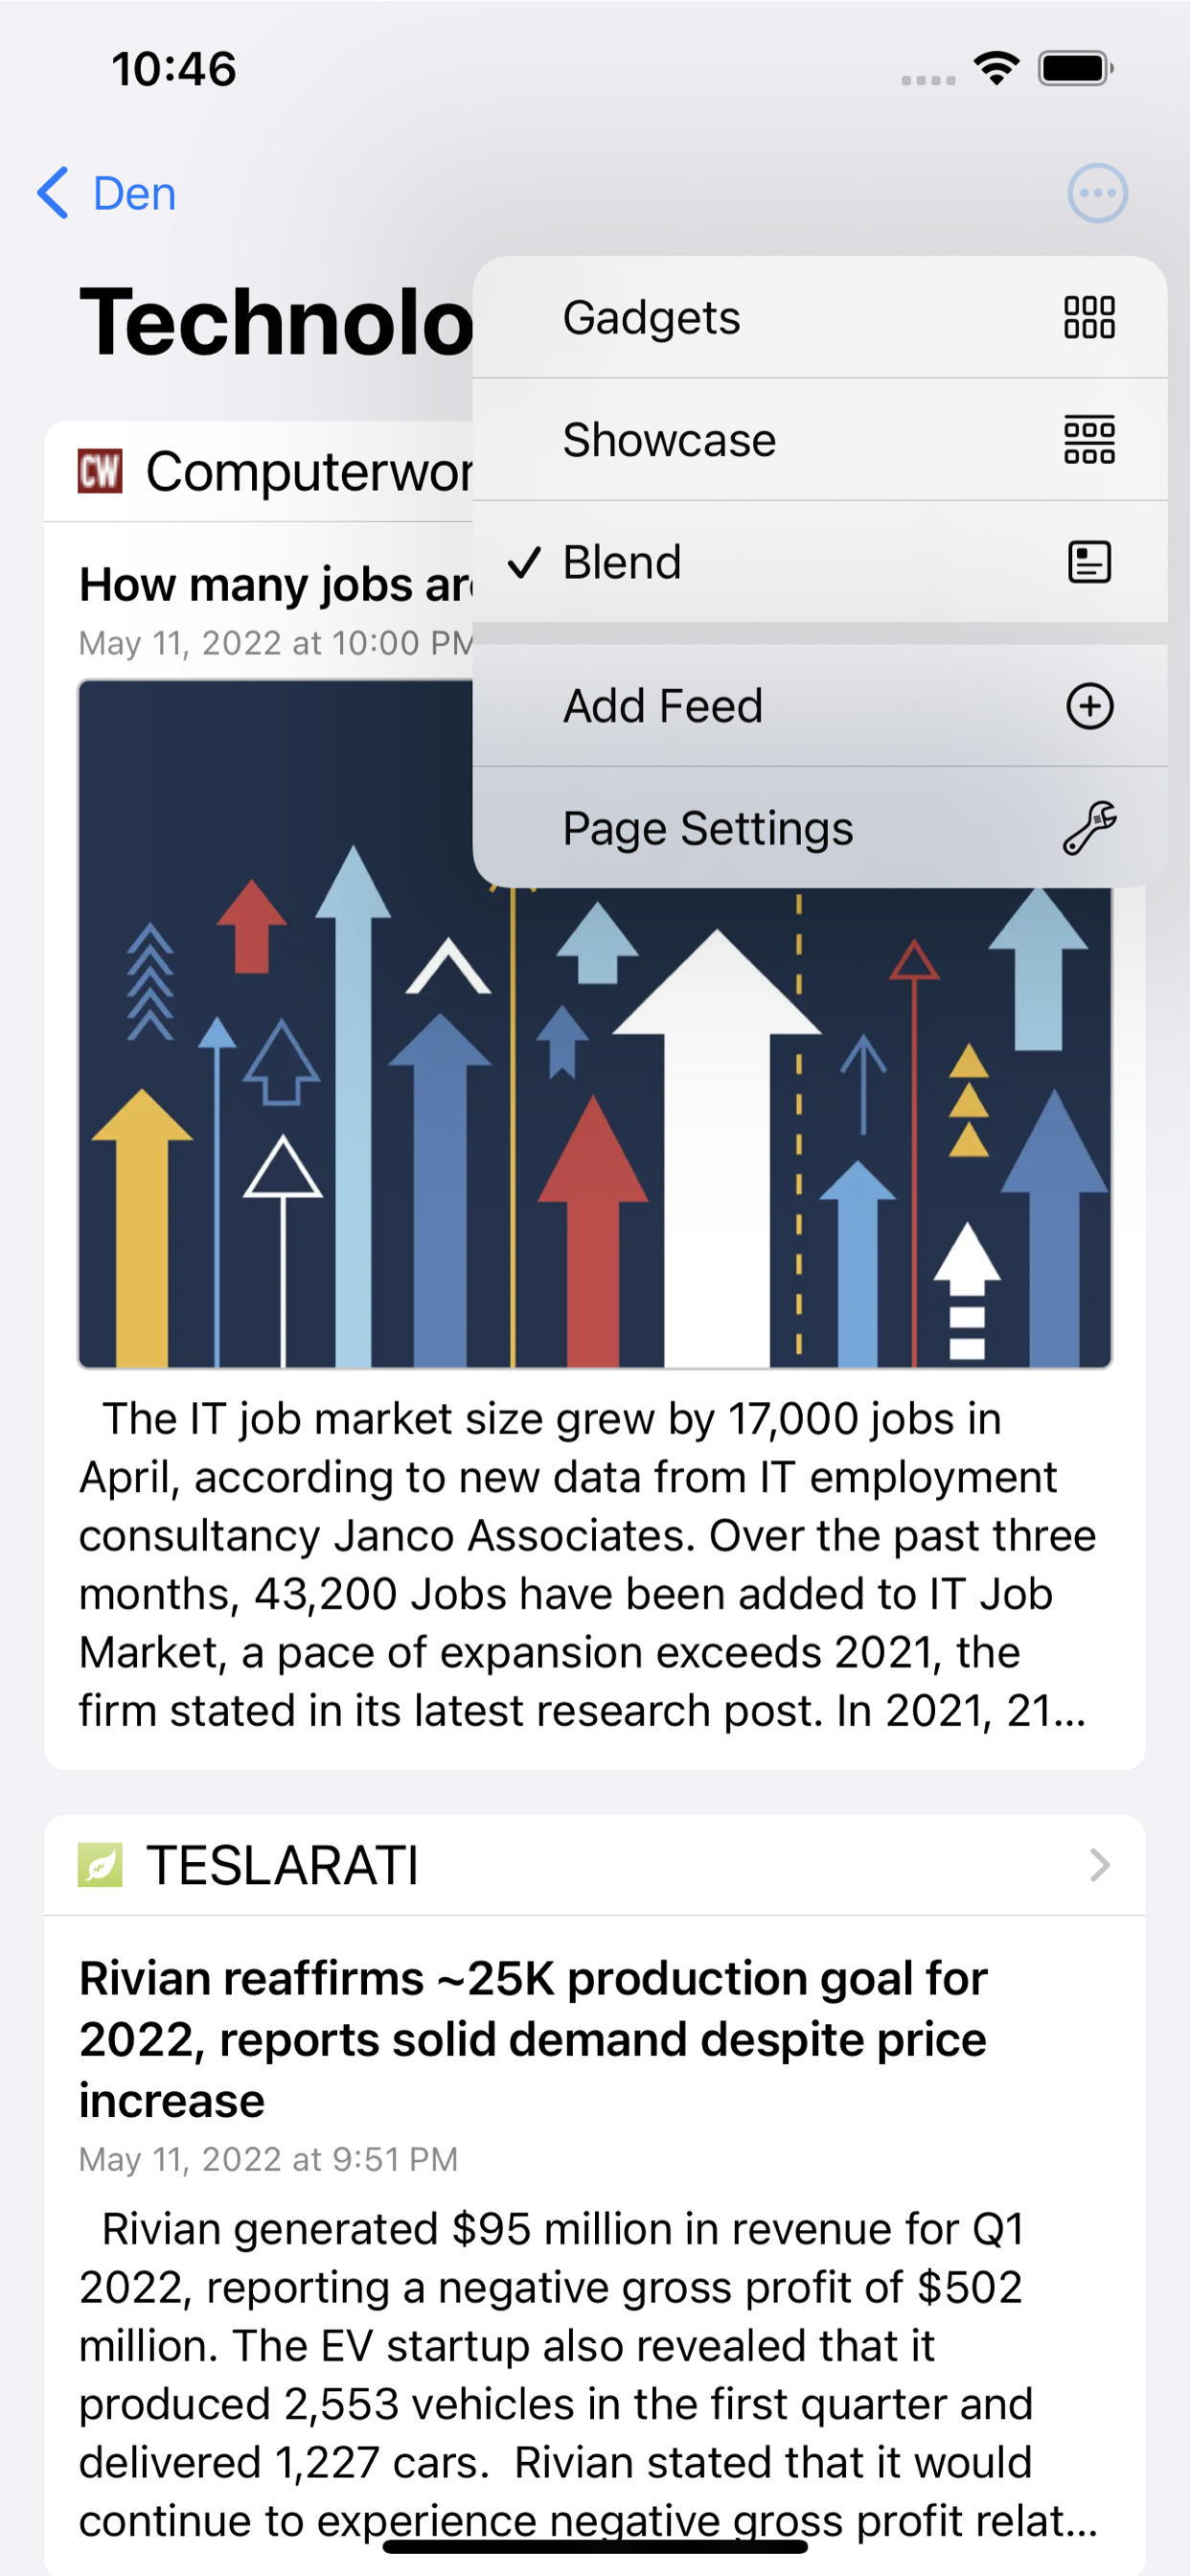 10:46
Den
Technolo
Gadgets
Showcase
Blend
Add Feed
Page Settings
CW Computerwor
How many jobs ar
May 11, 2022 at 10:00 PM
The IT job market size grew by 17,000 jobs in
April, according to new data from IT employment
consultancy Janco Associates. Over the past three
months, 43,200 Jobs have been added to IT Job
Market, a pace of expansion exceeds 2021, the
firm stated in its latest research post. In 2021, 21...
TESLARATI
Rivian reaffirms ~25K production goal for
2022, reports solid demand despite price
increase
May 11, 2022 at 9:51 PM
Rivian generated $95 million in revenue for Q1
2022, reporting a negative gross profit of $502
million. The EV startup also revealed that it
produced 2,553 vehicles in the first quarter and
delivered 1,227 cars.  Rivian stated that it would
continue to experience negative gross profit relat...